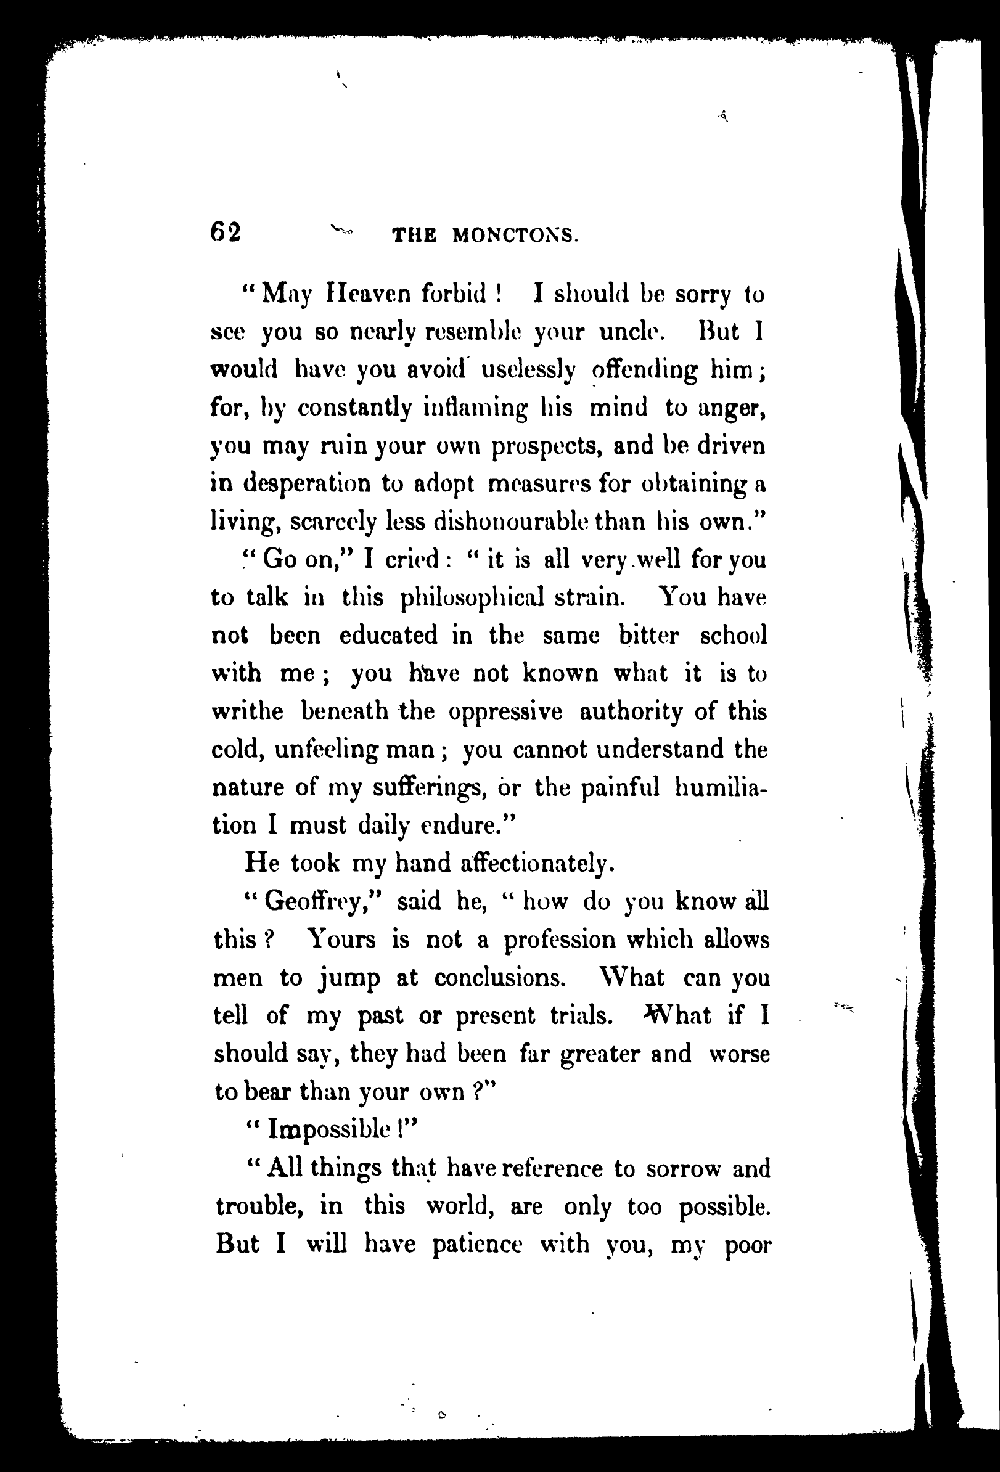 62 THE MONCTONS.
“ May Heaven forbid ! I should be sorry to
see you so nearly resemble your uncle. But I
would have you avoid uselessly offending him ;
for, by constantly inflaming his mind to anger,
you may ruin your own prospects, and be driven
in desperation to adopt measures for obtaining a
living, scarcely less dishonourable than his own.”
“ Go on,” I cried : “ it is all very well for you
to talk in this philosophical strain. You have
not been educated in the same bitter school
with me ; you have not known what it is to
writhe beneath the oppressive authority of this
cold, unfeeling man ; you cannot understand the
nature of my sufferings, or the painful humilia-
tion I must daily endure.”
He took my hand affectionately.
“ Geoffrey,” said he, “ how do you know all
this ? Yours is not a profession which allows
men to jump at conclusions. What can you
tell of my past or present trials. What if I
should say, they had been far greater and worse
to bear than your own ?”
“ Impossible !”
“ All things that have reference to sorrow and
trouble, in this world, are only too possible.
But I will have patience with you, my poor